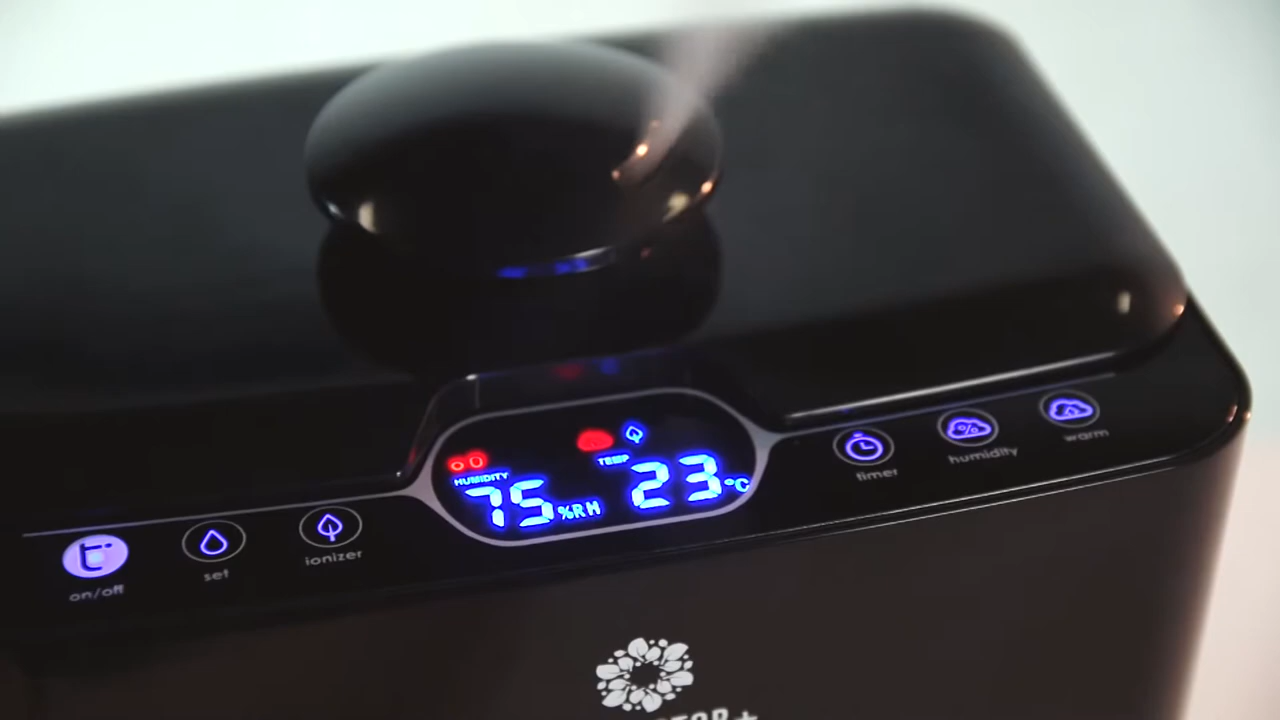 HUMIDITY
75 %RH
TEMP
23 °C
on/off
set
ionizer
timer
humidity
warm